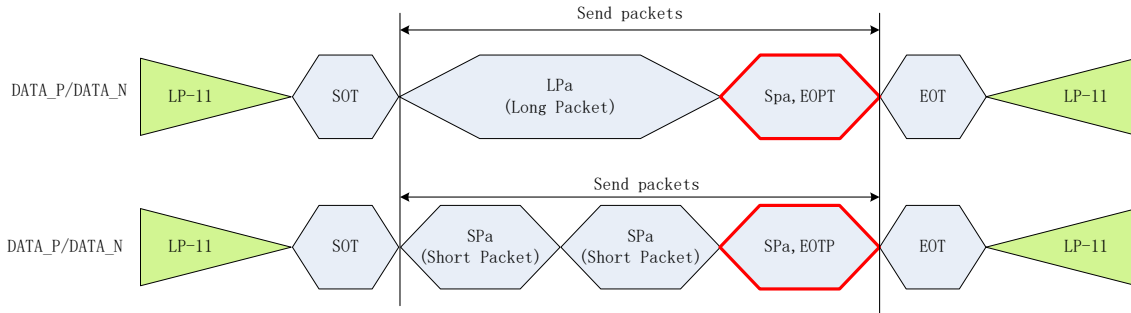 Send packets
DATA_P/DATA_N
LP-11
SOT
LPa
(Long Packet)
Spa, EOPT
EOT
LP-11
Send packets
DATA_P/DATA_N
LP-11
SOT
SPa
(Short Packet)
SPa
(Short Packet)
SPa, EOTP
EOT
LP-11